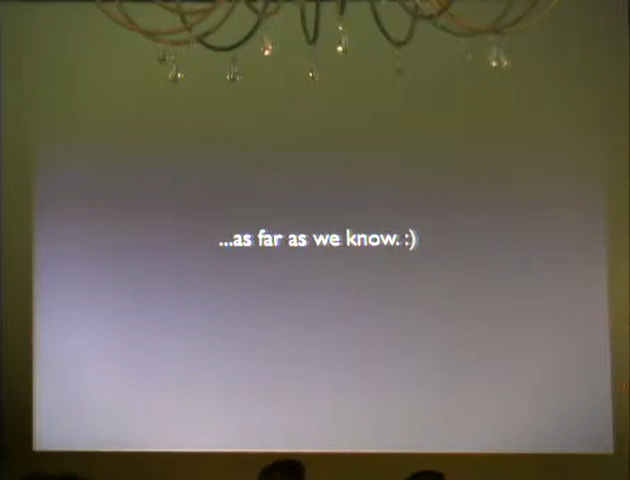 ...as far as we know. :)